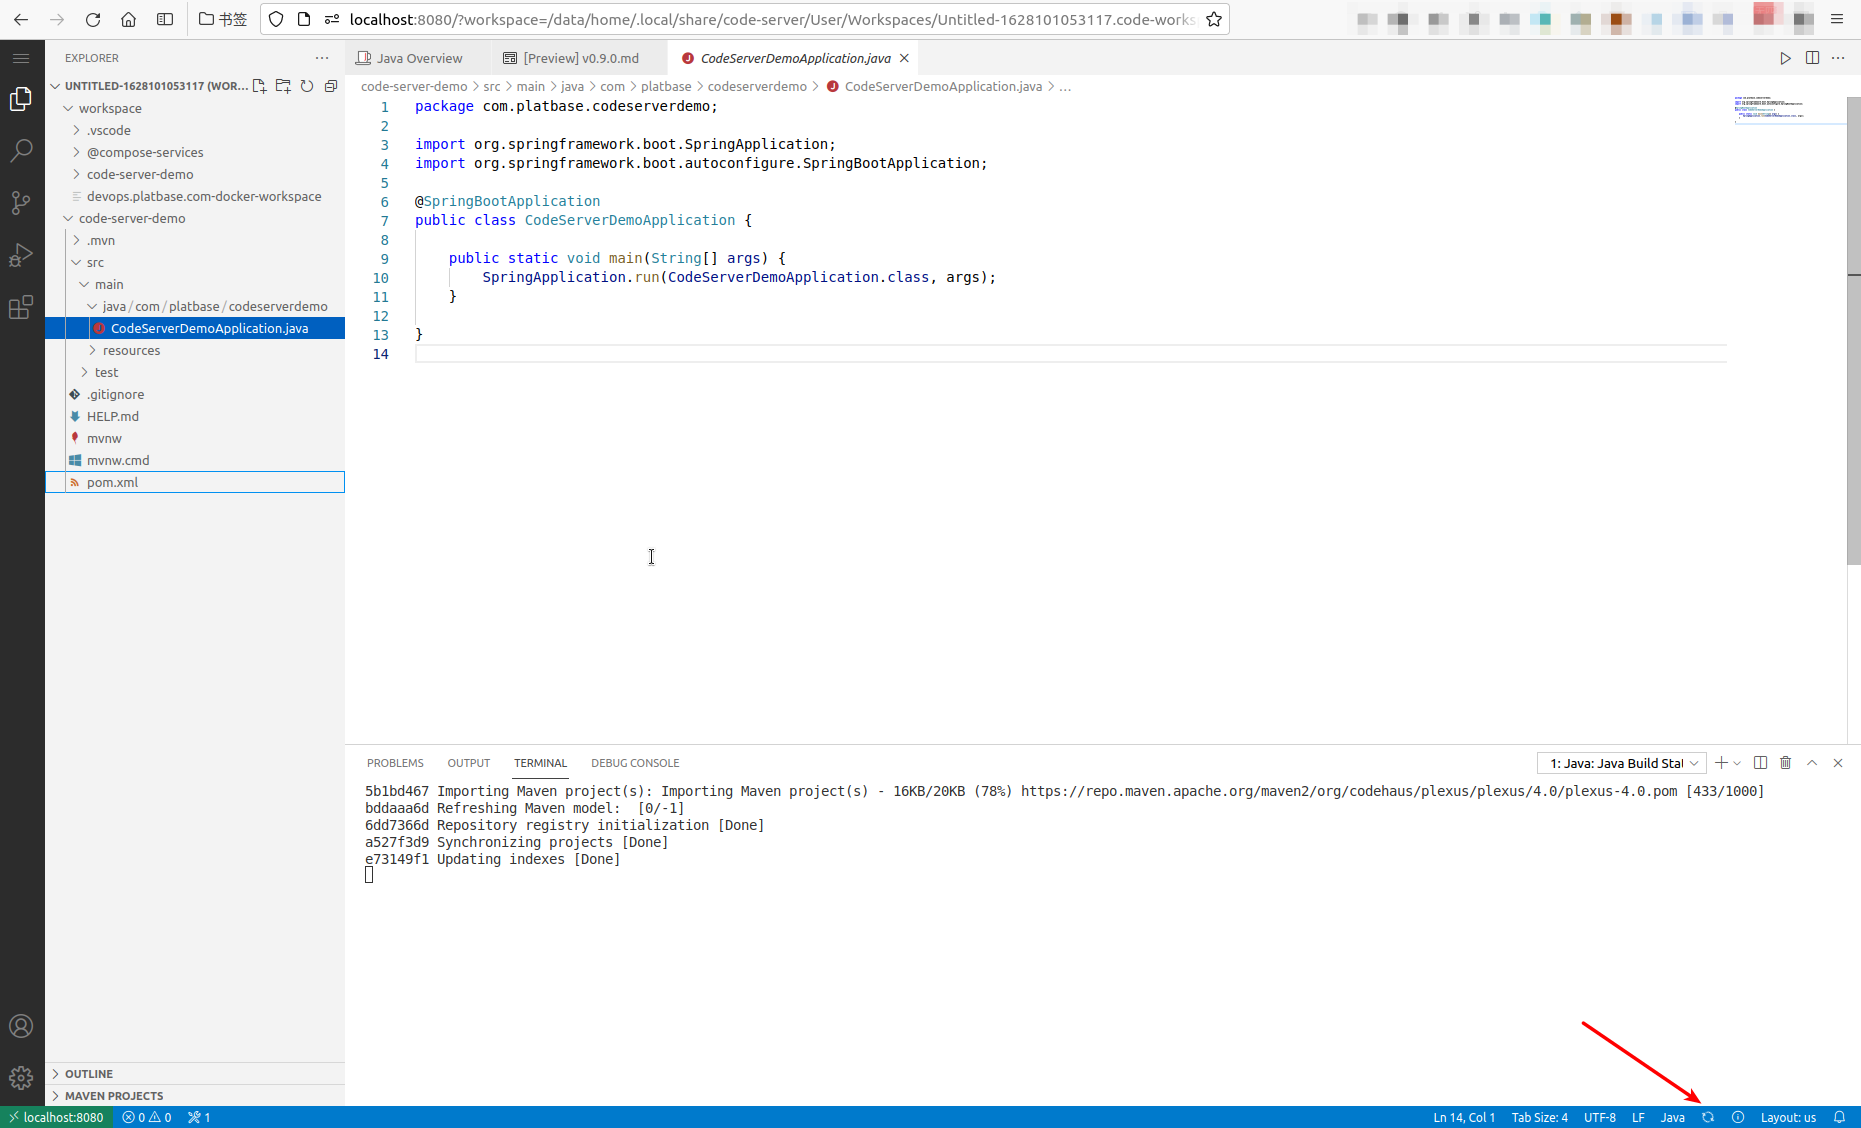 书签
localhost:8080/?workspace=/data/home/.local/share/code-server/User/Workspaces/Untitled-1628101053117.code-works
EXPLORER
UNTITLED-1628101053117 (WOR...
workspace
.vscode
@compose-services
code-server-demo
devops.platbase.com-docker-workspace
code-server-demo
.mvn
src
main
java/com/platbase/codeserverdemo
CodeServerDemoApplication.java
resources
test
.gitignore
HELP.md
mvnw
mvnw.cmd
pom.xml
OUTLINE
MAVEN PROJECTS
Java Overview
[Preview] v0.9.0.md
CodeServerDemoApplication.java
code-server-demo > src > main > java > com > platbase > codeserverdemo > CodeServerDemoApplication.java > ...
1 package com.platbase.codeserverdemo;
2
3 import org.springframework.boot.SpringApplication;
4 import org.springframework.boot.autoconfigure.SpringBootApplication;
5
6 @SpringBootApplication
7 public class CodeServerDemoApplication {
8
9 public static void main(String[] args) {
10 SpringApplication.run(CodeServerDemoApplication.class, args);
11 }
12
13 }
14
PROBLEMS OUTPUT TERMINAL DEBUG CONSOLE
1: Java: Java Build Stat
5b1bd467 Importing Maven project(s): Importing Maven project(s) - 16KB/20KB (78%) https://repo.maven.apache.org/maven2/org/codehaus/plexus/plexus/4.0/plexus-4.0.pom [433/1000]
bddaaa6d Refreshing Maven model:  [0/-1]
6dd7366d Repository registry initialization [Done]
a527f3d9 Synchronizing projects [Done]
e73149f1 Updating indexes [Done]
localhost:8080 0 0 1
Ln 14, Col 1 Tab Size: 4 UTF-8 LF Java Layout: us